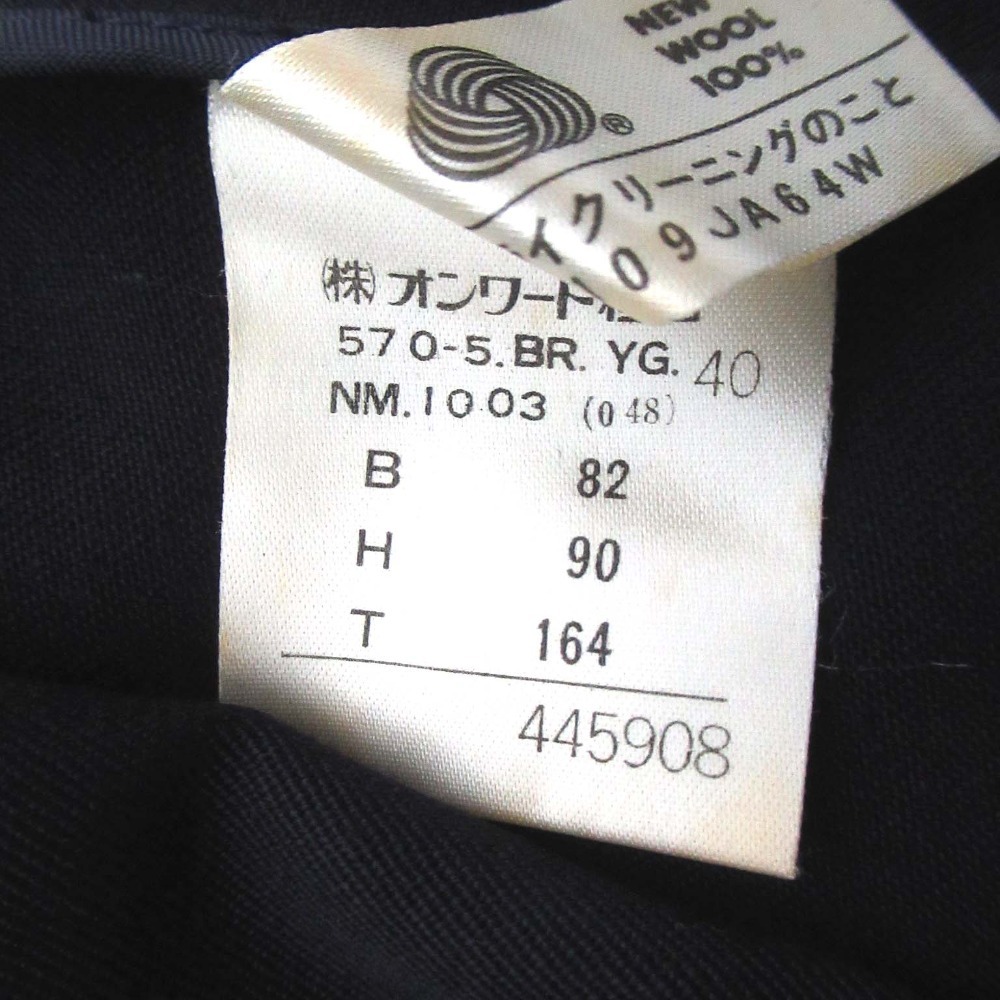 NEW
WOOL
100%
®
イクリーニングのこと
09JA64W
(株)オンワード
570-5.BR. YG. 40
NM.1003 (048)
B 82
H 90
T 164
445908